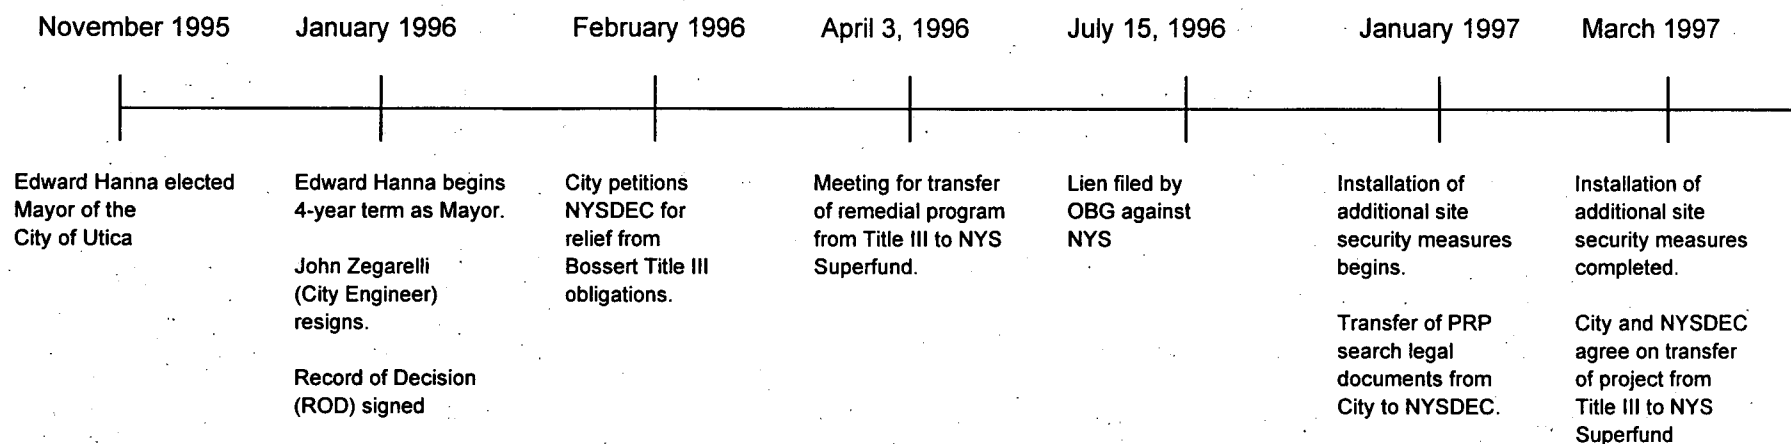 November 1995
January 1996
February 1996
April 3, 1996
July 15, 1996
January 1997
March 1997
Edward Hanna elected
Mayor of the
City of Utica
Edward Hanna begins
4-year term as Mayor.
John Zegarelli
(City Engineer)
resigns.
Record of Decision
(ROD) signed
City petitions
NYSDEC for
relief from
Bossert Title III
obligations.
Meeting for transfer
of remedial program
from Title III to NYS
Superfund.
Lien filed by
OBG against
NYS
Installation of
additional site
security measures
begins.
Transfer of PRP
search legal
documents from
City to NYSDEC.
Installation of
additional site
security measures
completed.
City and NYSDEC
agree on transfer
of project from
Title III to NYS
Superfund